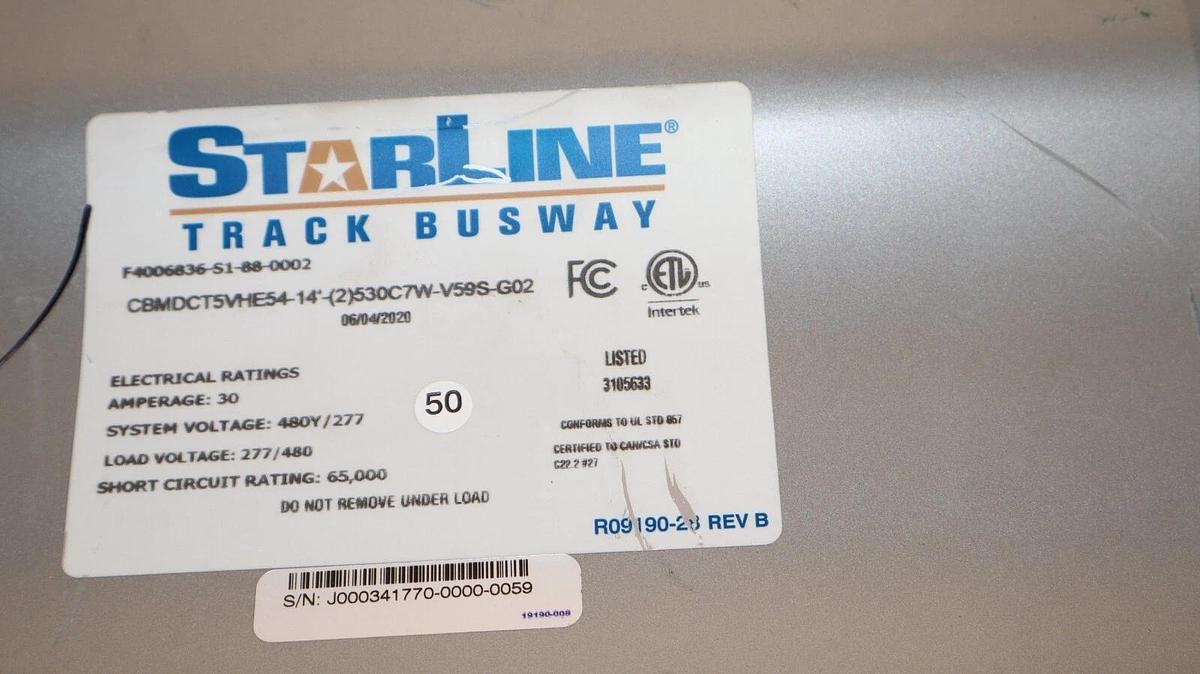 STARLINE®
TRACK BUSWAY
F4006836-S1-88-0002
CBMDCT5VHE54-14'-(2)530C7W-V59S-G02
06/04/2020
FC
c ETL us
Intertek
ELECTRICAL RATINGS
AMPERAGE: 30
SYSTEM VOLTAGE: 480Y/277
LOAD VOLTAGE: 277/480
SHORT CIRCUIT RATING: 65,000
DO NOT REMOVE UNDER LOAD
50
LISTED
3105633
CONFORMS TO UL STD 857
CERTIFIED TO CAN/CSA STD
C22.2 #27
R09190-28 REV B
S/N: J000341770-0000-0059
19190-008